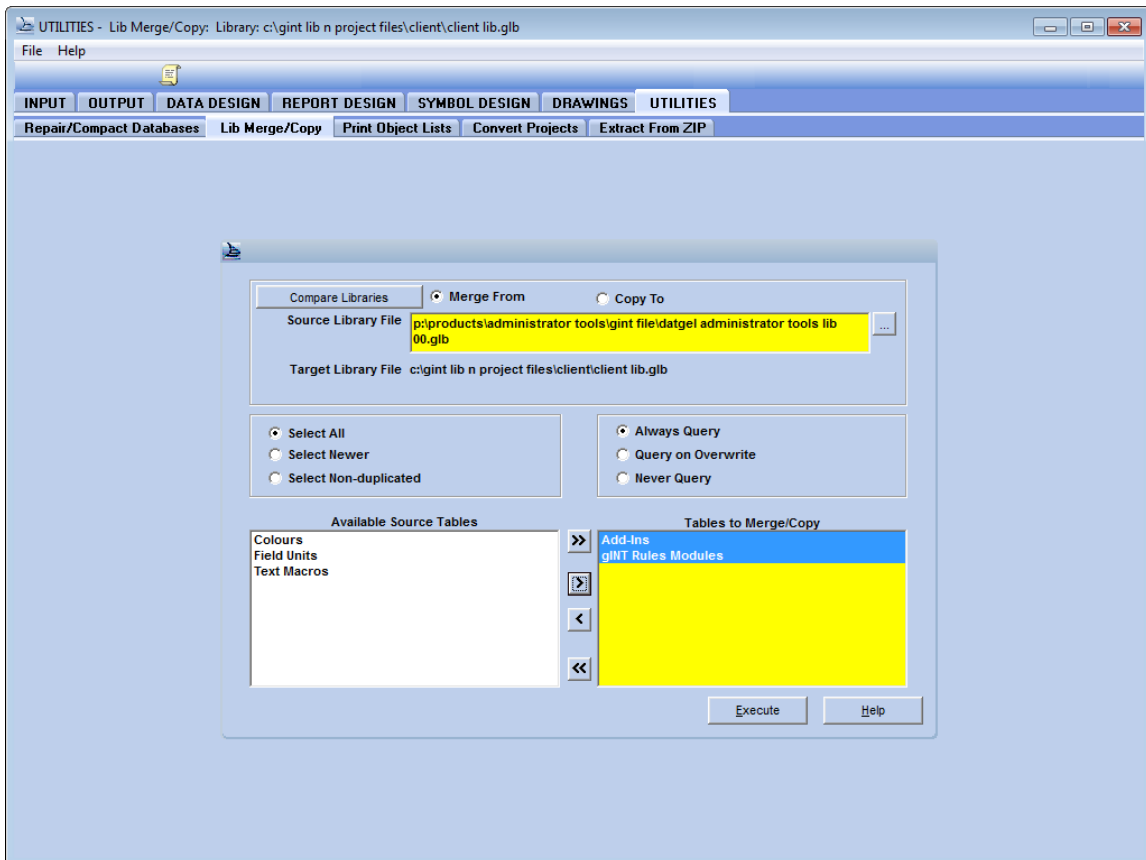 UTILITIES - Lib Merge/Copy: Library: c:\gint lib n project files\client\client lib.glb
File Help
INPUT OUTPUT DATA DESIGN REPORT DESIGN SYMBOL DESIGN DRAWINGS UTILITIES
Repair/Compact Databases Lib Merge/Copy Print Object Lists Convert Projects Extract From ZIP
Compare Libraries Merge From Copy To
Source Library File p:\products\administrator tools\gint file\datgel administrator tools lib
00.glb
...
Target Library File c:\gint lib n project files\client\client lib.glb
Select All
Select Newer
Select Non-duplicated
Always Query
Query on Overwrite
Never Query
Available Source Tables
Colours
Field Units
Text Macros
>>
>
<
<<
Tables to Merge/Copy
Add-Ins
gINT Rules Modules
Execute Help